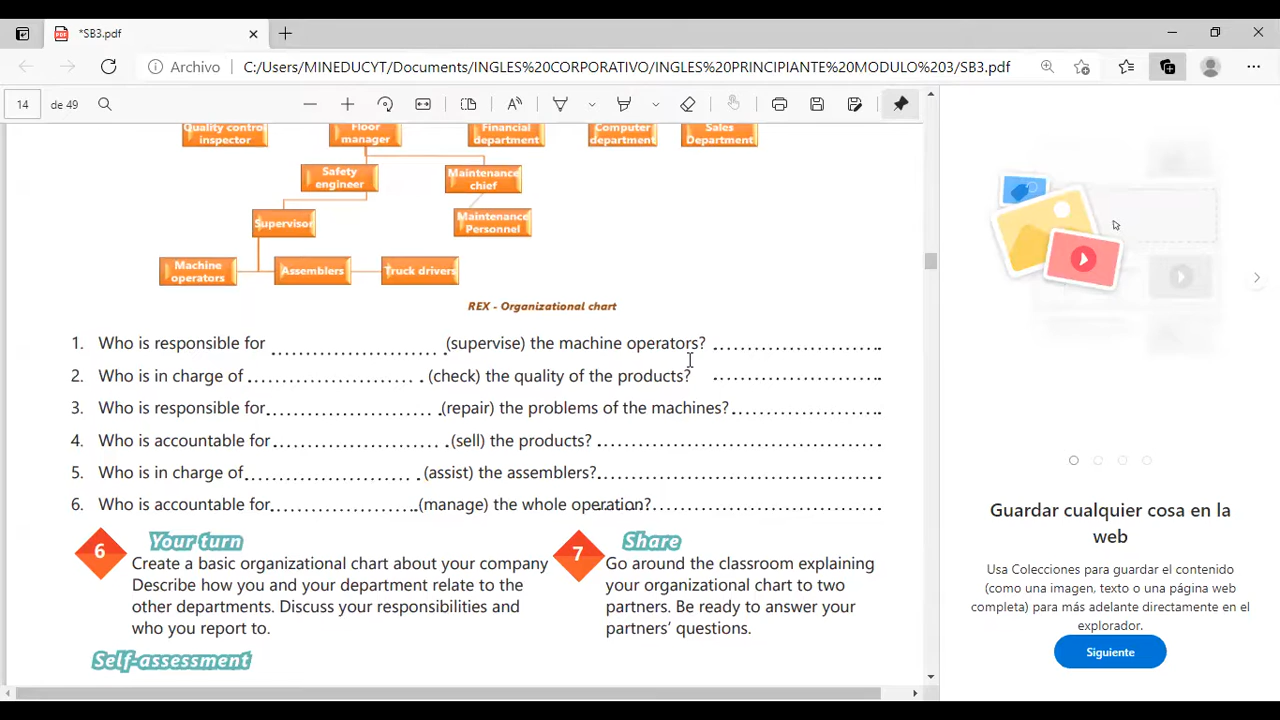 *SB3.pdf
Archivo C:/Users/MINEDUCYT/Documents/INGLES%20CORPORATIVO/INGLES%20PRINCIPIANTE%20MODULO%203/SB3.pdf
14 de 49
Quality control inspector
Floor manager
Financial department
Computer department
Sales Department
Safety engineer
Maintenance chief
Supervisor
Maintenance Personnel
Machine operators
Assemblers
Truck drivers
REX - Organizational chart
1. Who is responsible for .......................... (supervise) the machine operators? ..........................
2. Who is in charge of .......................... (check) the quality of the products? ..........................
3. Who is responsible for .......................... (repair) the problems of the machines? ......................
4. Who is accountable for .......................... (sell) the products? ..........................................
5. Who is in charge of .......................... (assist) the assemblers? ..........................................
6. Who is accountable for .......................... (manage) the whole operation? ..................................
6 Your turn
Create a basic organizational chart about your company
Describe how you and your department relate to the
other departments. Discuss your responsibilities and
who you report to.
7 Share
Go around the classroom explaining
your organizational chart to two
partners. Be ready to answer your
partners' questions.
Self-assessment
Guardar cualquier cosa en la
web
Usa Colecciones para guardar el contenido
(como una imagen, texto o una página web
completa) para más adelante directamente en el
explorador.
Siguiente